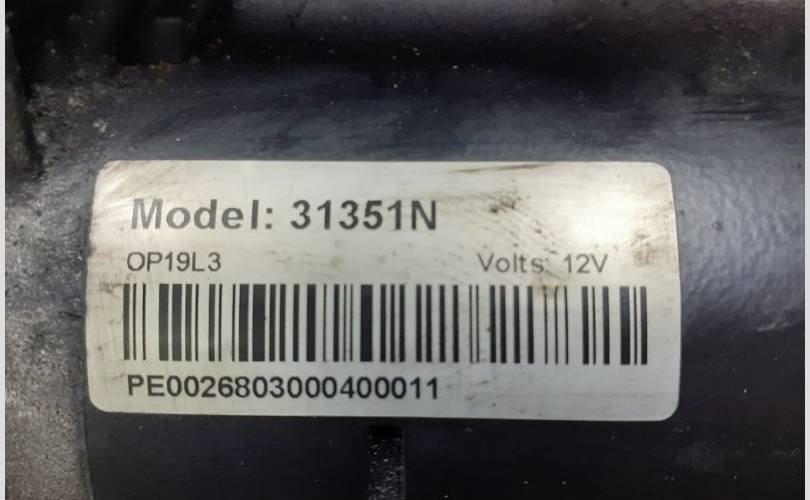 Model: 31351N
OP19L3 Volts: 12V
PE0026803000400011